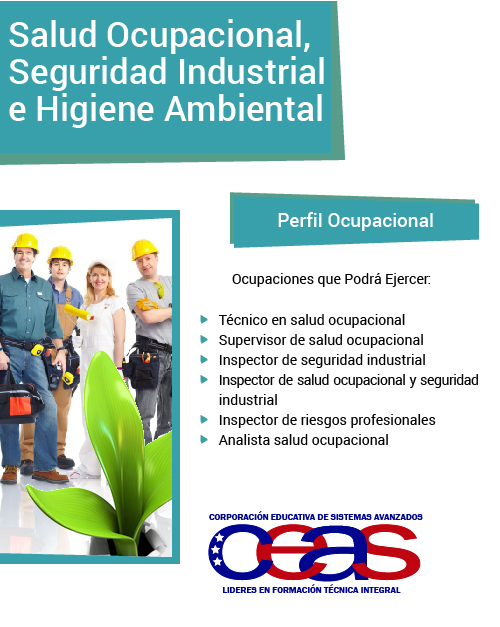 Salud Ocupacional,
Seguridad Industrial
e Higiene Ambiental
Perfil Ocupacional
Ocupaciones que Podrá Ejercer:
Técnico en salud ocupacional
Supervisor de salud ocupacional
Inspector de seguridad industrial
Inspector de salud ocupacional y seguridad
industrial
Inspector de riesgos profesionales
Analista salud ocupacional
CORPORACIÓN EDUCATIVA DE SISTEMAS AVANZADOS
ceas
LIDERES EN FORMACIÓN TÉCNICA INTEGRAL